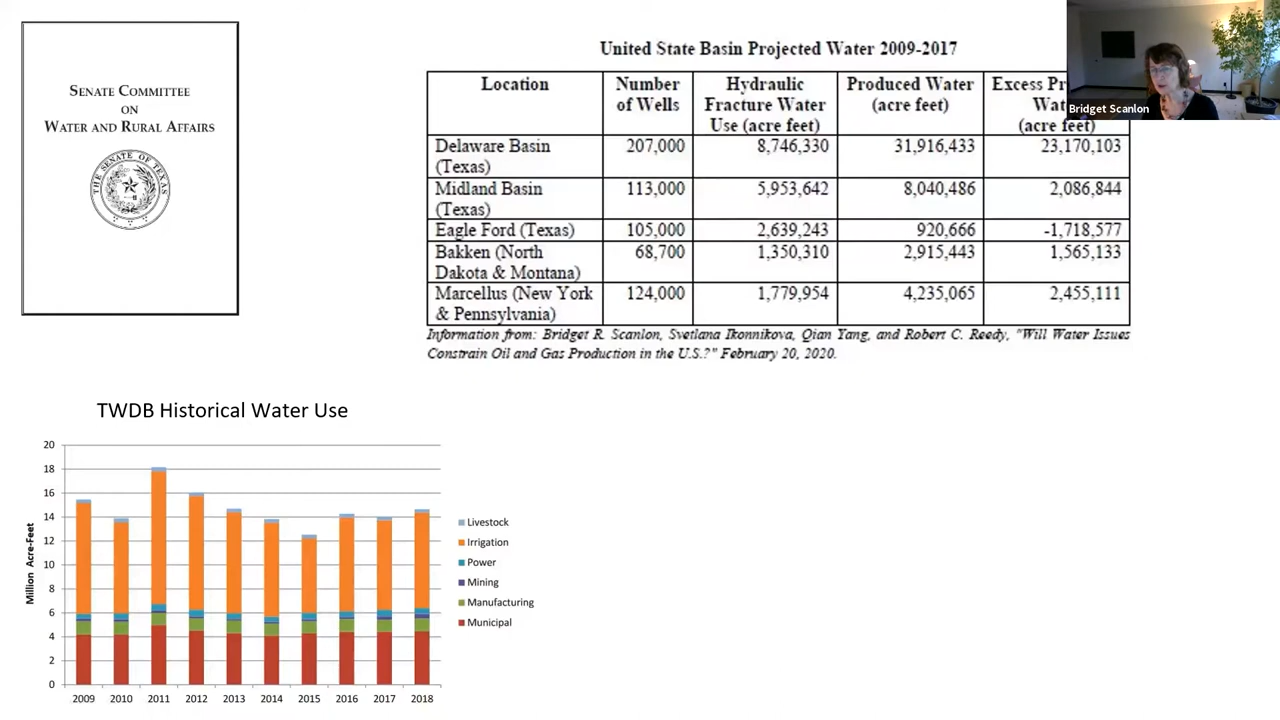 SENATE COMMITTEE
ON
WATER AND RURAL AFFAIRS
THE SENATE OF TEXAS
United State Basin Projected Water 2009-2017
Location
Number of Wells
Hydraulic Fracture Water Use (acre feet)
Produced Water (acre feet)
Excess (acre feet)
Delaware Basin (Texas) 207,000 8,746,330 31,916,433 23,170,103
Midland Basin (Texas) 113,000 5,953,642 8,040,486 2,086,844
Eagle Ford (Texas) 105,000 2,639,243 920,666 -1,718,577
Bakken (North Dakota & Montana) 68,700 1,350,310 2,915,443 1,565,133
Marcellus (New York & Pennsylvania) 124,000 1,779,954 4,235,065 2,455,111
Information from: Bridget R. Scanlon, Svetlana Ikonnikova, Qian Yang, and Robert C. Reedy, "Will Water Issues
Constrain Oil and Gas Production in the U.S.?" February 20, 2020.
Bridget Scanlon
TWDB Historical Water Use
Million Acre-Feet
20
18
16
14
12
10
8
6
4
2
0
2009 2010 2011 2012 2013 2014 2015 2016 2017 2018
Livestock
Irrigation
Power
Mining
Manufacturing
Municipal